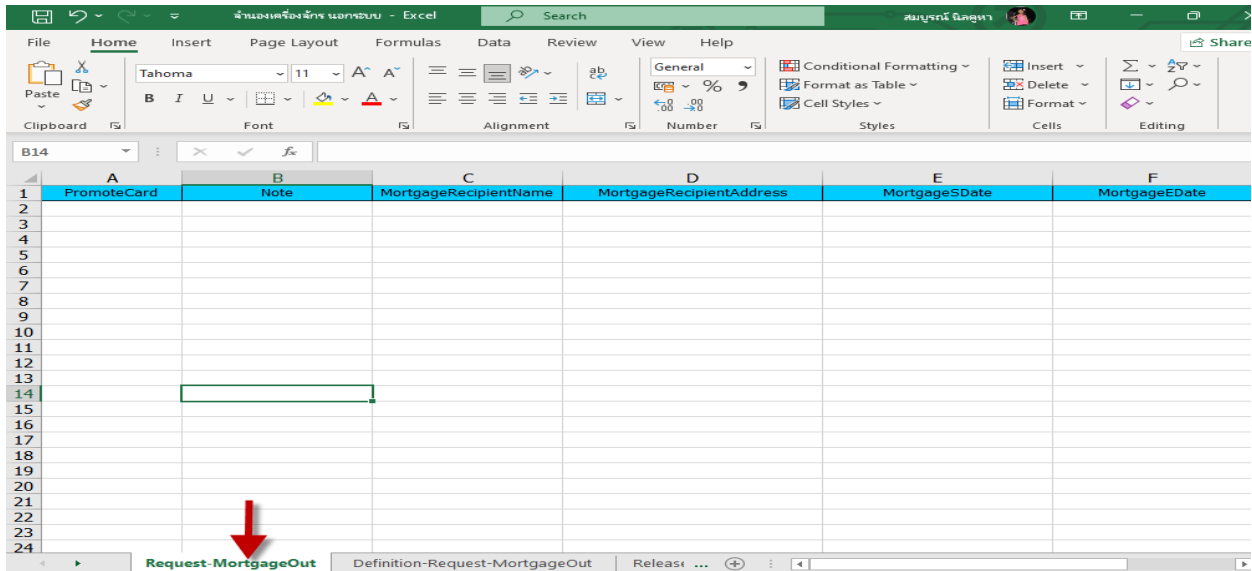 จำนองเครื่องจักร นอกระบบ - Excel Search สมบูรณ์ นิลคูหา
File Home Insert Page Layout Formulas Data Review View Help Share
Tahoma 11 A A ab General Conditional Formatting Insert
Paste % Format as Table Delete
B I U A Cell Styles Format
Clipboard Font Alignment Number Styles Cells Editing
B14 fx
A B C D E F
1 PromoteCard Note MortgageRecipientName MortgageRecipientAddress MortgageSDate MortgageEDate
2
3
4
5
6
7
8
9
10
11
12
13
14
15
16
17
18
19
20
21
22
23
24
Request-MortgageOut Definition-Request-MortgageOut Release ...